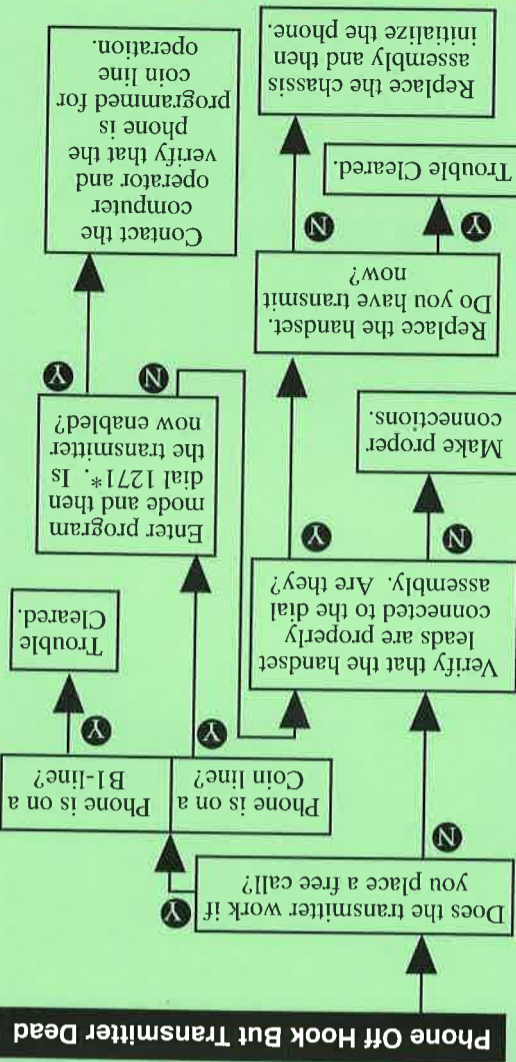 Phone Off Hook But Transmitter Dead
Does the transmitter work if
you place a free call?
N
Y
Phone is on a
Coin line?
Phone is on a
B1-line?
Y
Y
Verify that the handset
leads are properly
connected to the dial
assembly. Are they?
Trouble
Cleared.
N
Y
Enter program
mode and then
dial 1271*. Is
the transmitter
now enabled?
Make proper
connections.
N
Y
Replace the handset.
Do you have transmit
now?
Y
N
Contact the
computer
operator and
verify that the
phone is
programmed for
coin line
operation.
Trouble Cleared.
Replace the chassis
assembly and then
initialize the phone.